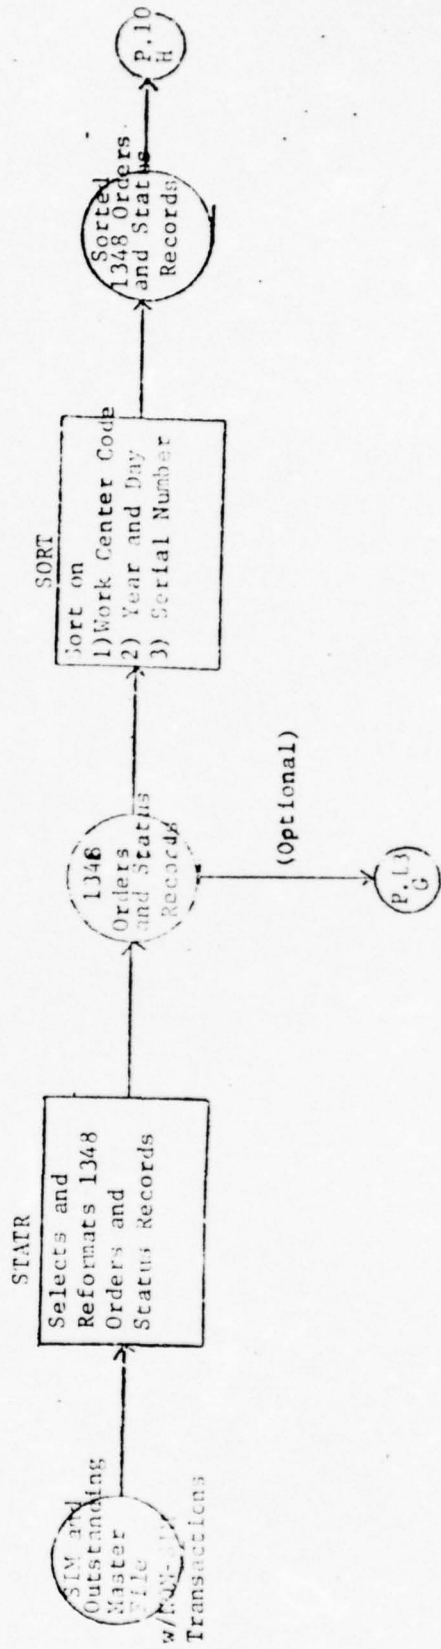 SIM and
Outstanding
Master
File
w/NON-SIM
Transactions
STATR
Selects and
Reformats 1348
Orders and
Status Records
1348
Orders
and Status
Records
(Optional)
P.13
G
SORT
Sort on
1)Work Center Code
2) Year and Day
3) Serial Number
Sorted
1348 Orders
and Status
Records
P.10
H